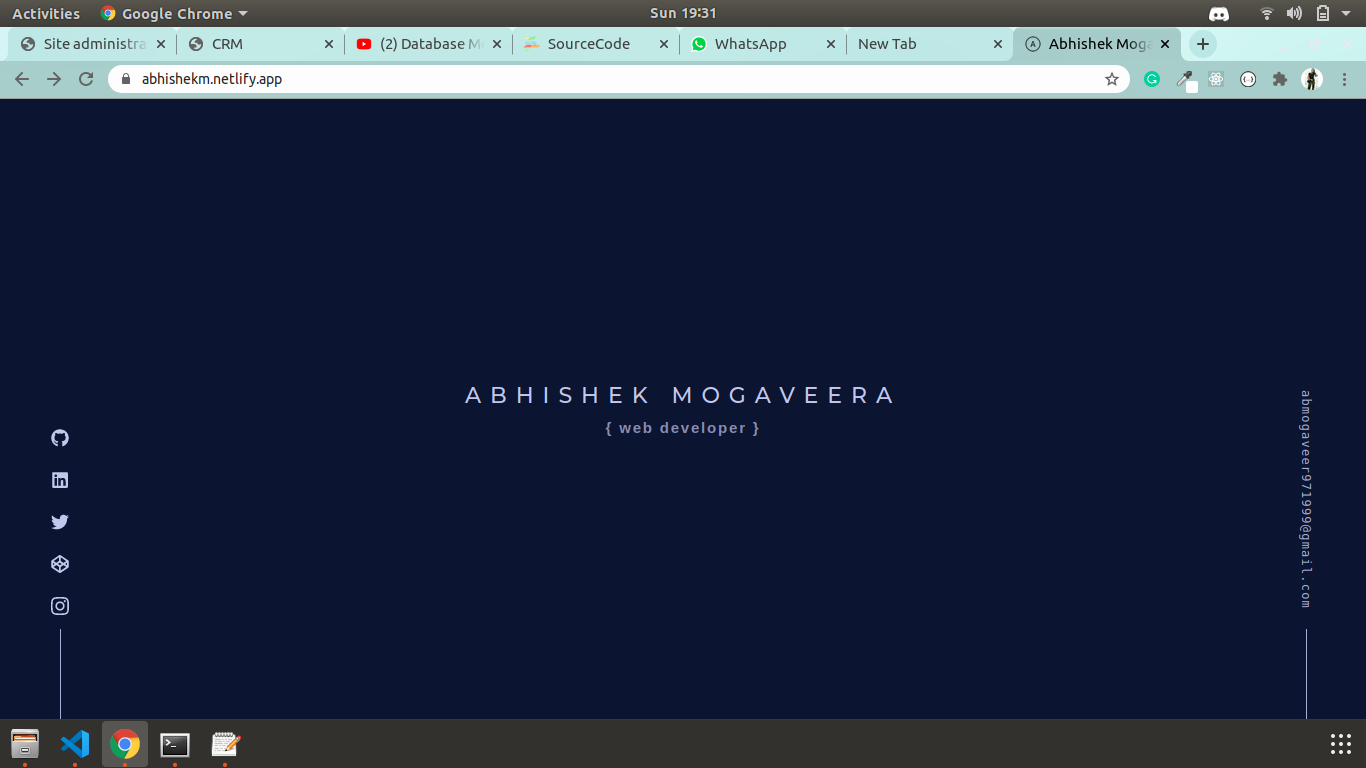 Activities Google Chrome Sun 19:31
Site administra CRM (2) Database M SourceCode WhatsApp New Tab Abhishek Moga
abhishekm.netlify.app
ABHISHEK MOGAVEERA
{ web developer }
abmogaveer971999@gmail.com